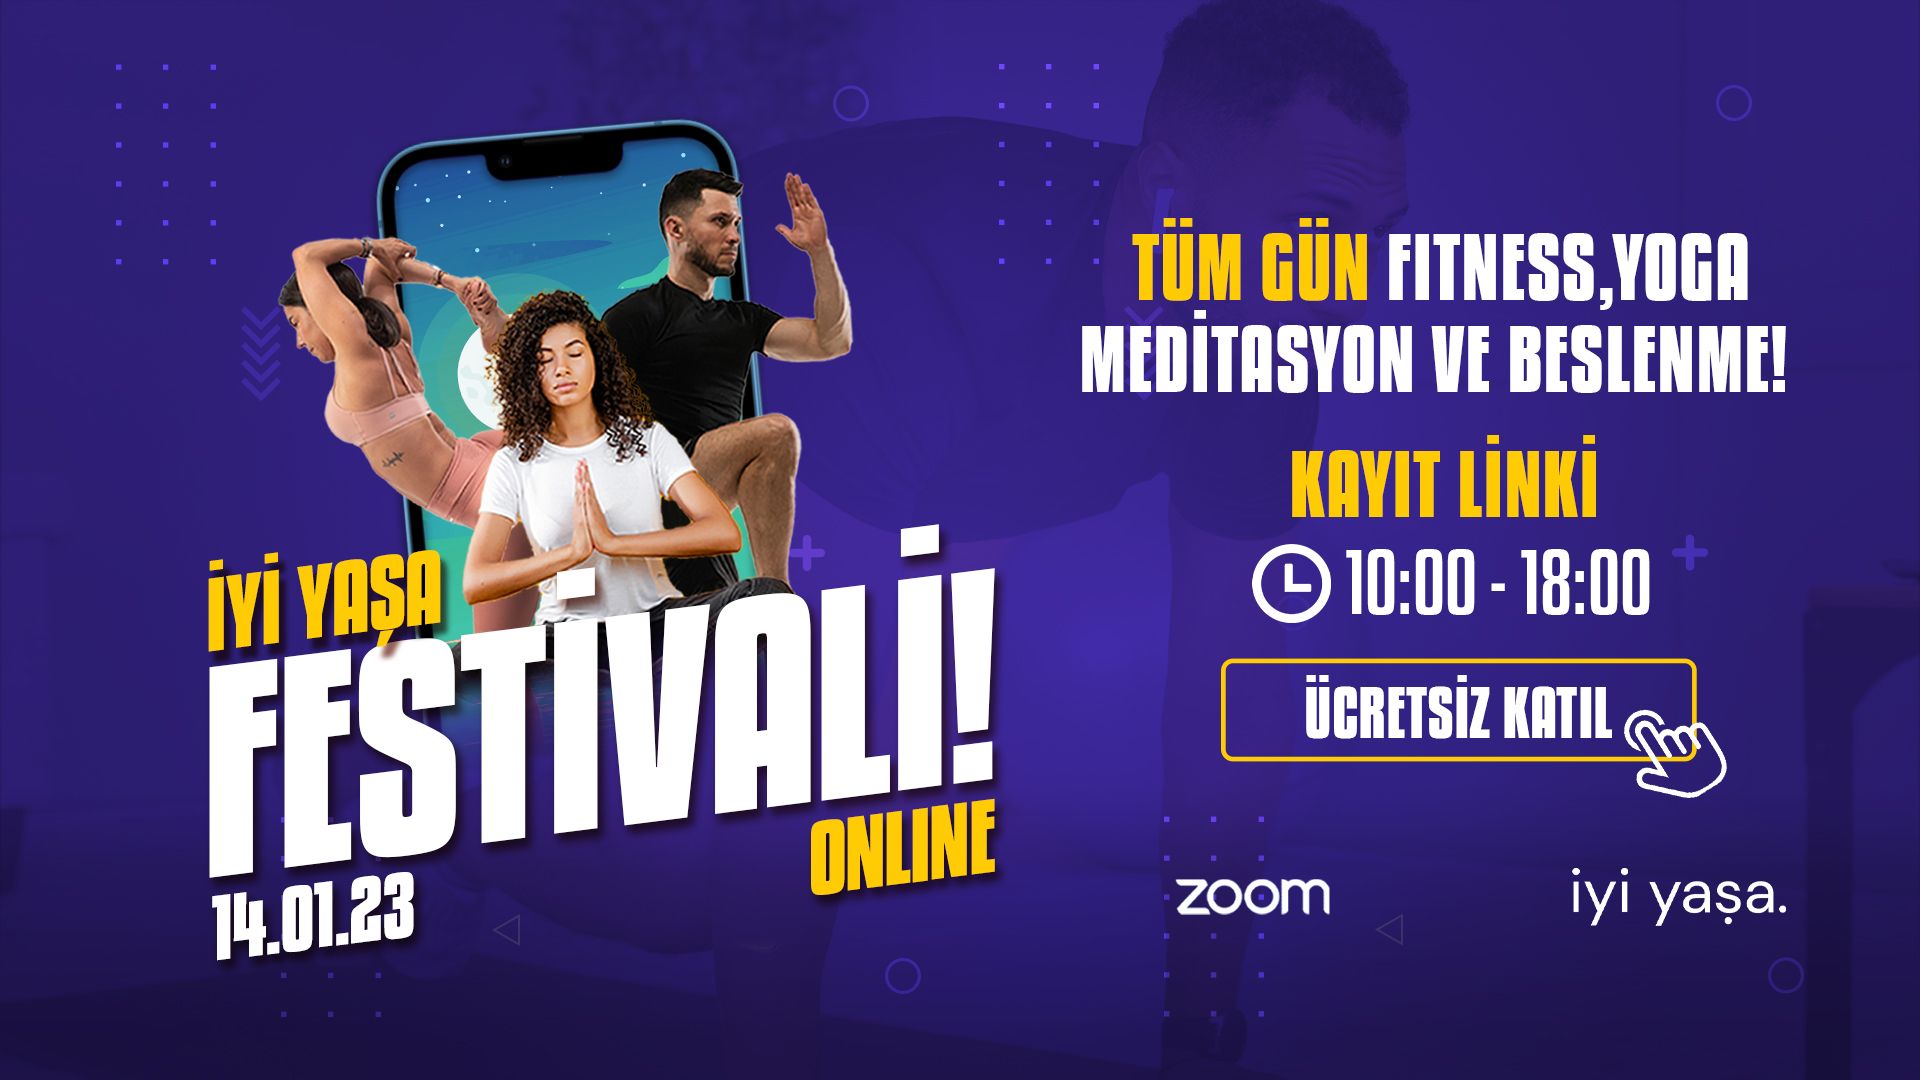 İYİ YAŞA
FESTİVALİ!
ONLINE
14.01.23
TÜM GÜN FITNESS,YOGA
MEDİTASYON VE BESLENME!
KAYIT LİNKİ
10:00 - 18:00
ÜCRETSİZ KATIL
zoom
iyi yaşa.